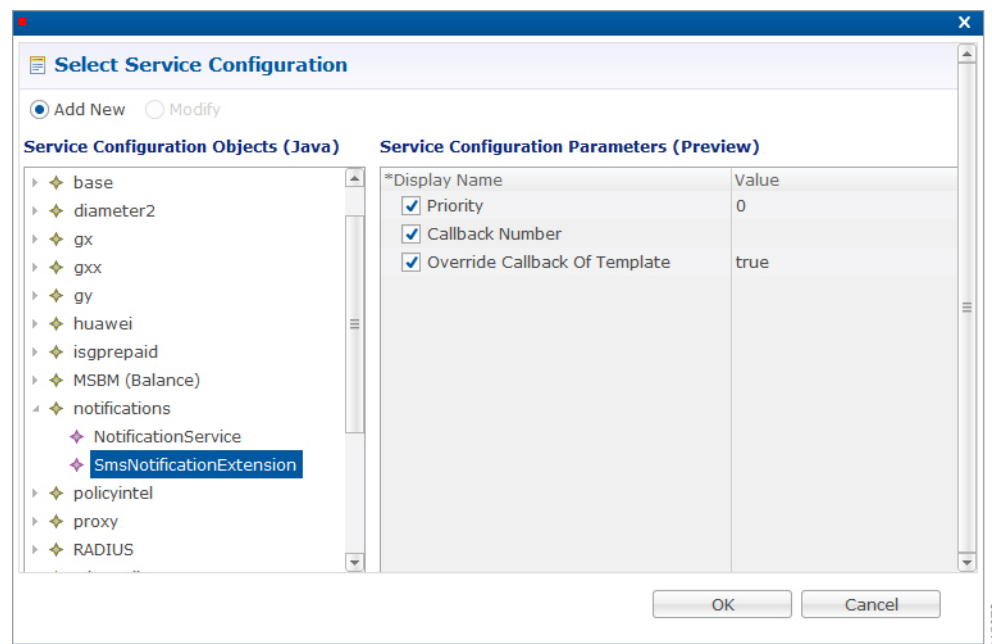 X
Select Service Configuration
Add New Modify
Service Configuration Objects (Java)
Service Configuration Parameters (Preview)
base
diameter2
gx
gxx
gy
huawei
isgprepaid
MSBM (Balance)
notifications
NotificationService
SmsNotificationExtension
policyintel
proxy
RADIUS
*Display Name Value
Priority 0
Callback Number
Override Callback Of Template true
OK Cancel